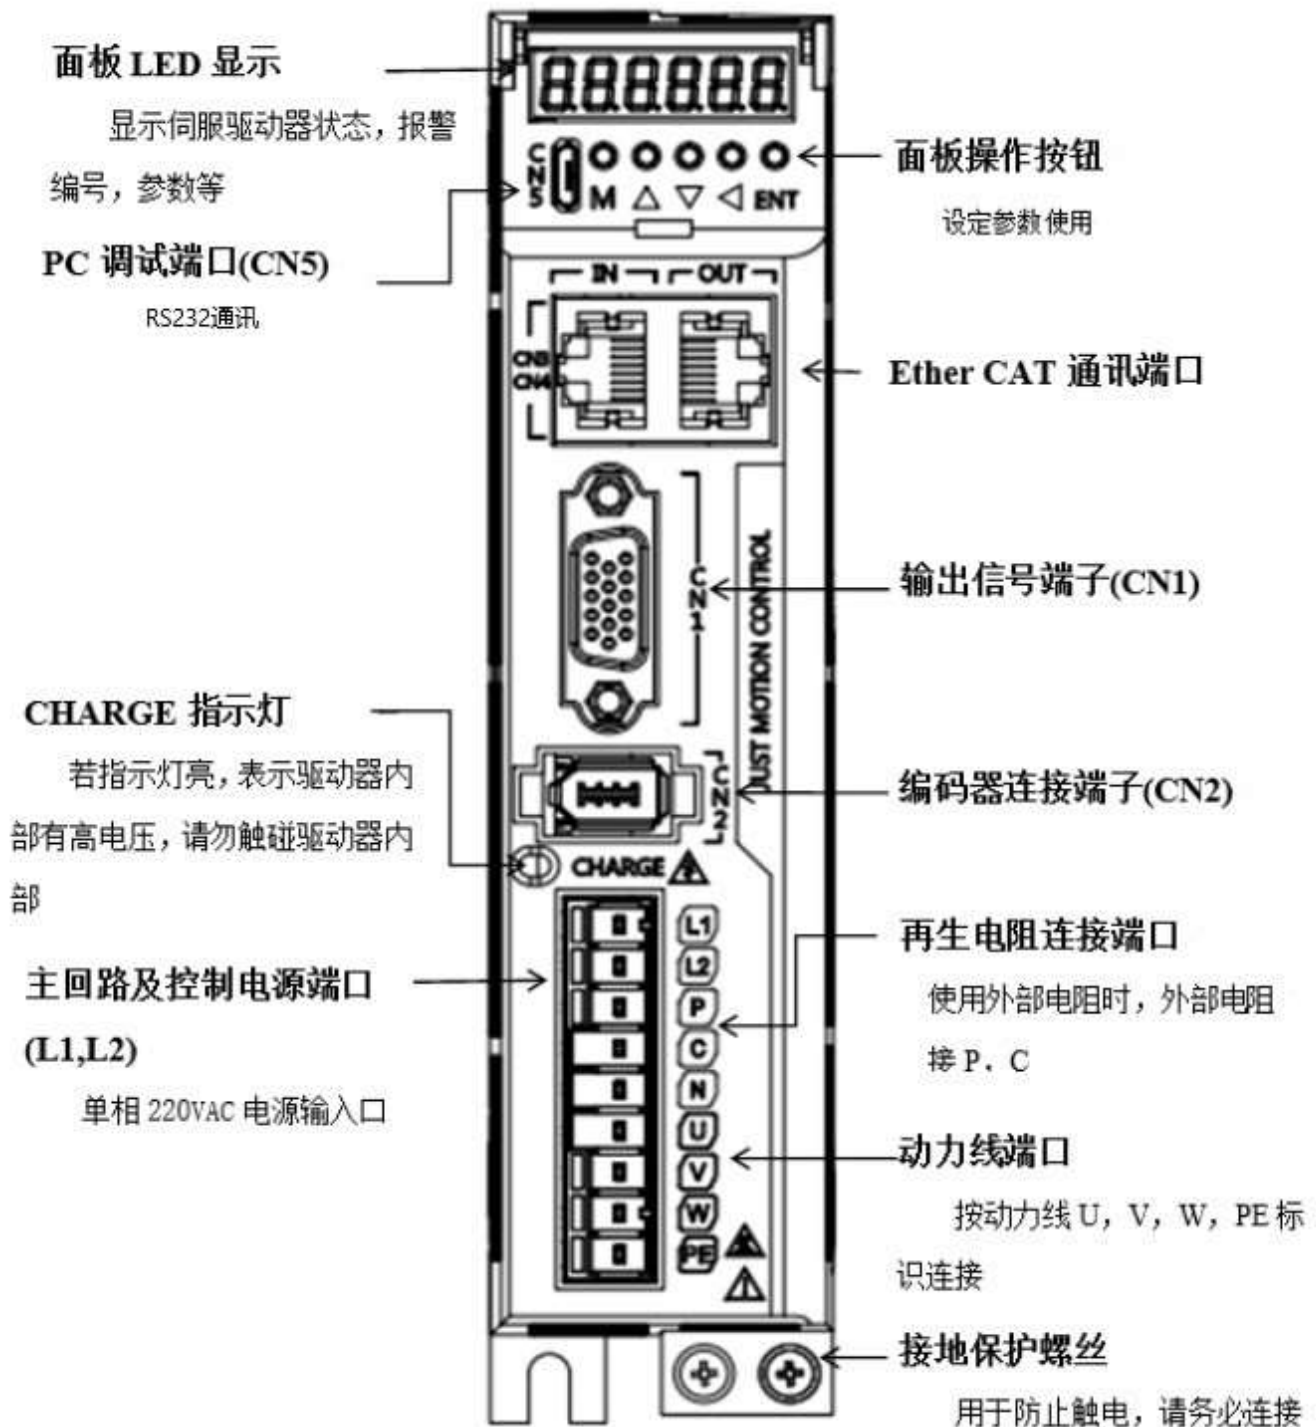 面板 LED 显示
显示伺服驱动器状态，报警
编号，参数等
PC 调试端口(CN5)
RS232通讯
CHARGE 指示灯
若指示灯亮，表示驱动器内
部有高电压，请勿触碰驱动器内
部
主回路及控制电源端口
(L1,L2)
单相 220VAC 电源输入口
888888
CN5
M △ ▽ ◁ ENT
IN OUT
CN3
CN4
CN1
JUST MOTION CONTROL
CN2
CHARGE
L1
L2
P
C
N
U
V
W
PE
面板操作按钮
设定参数使用
Ether CAT 通讯端口
输出信号端子(CN1)
编码器连接端子(CN2)
再生电阻连接端口
使用外部电阻时，外部电阻
接 P. C
动力线端口
按动力线 U，V，W，PE 标
识连接
接地保护螺丝
用于防止触电，请务必连接